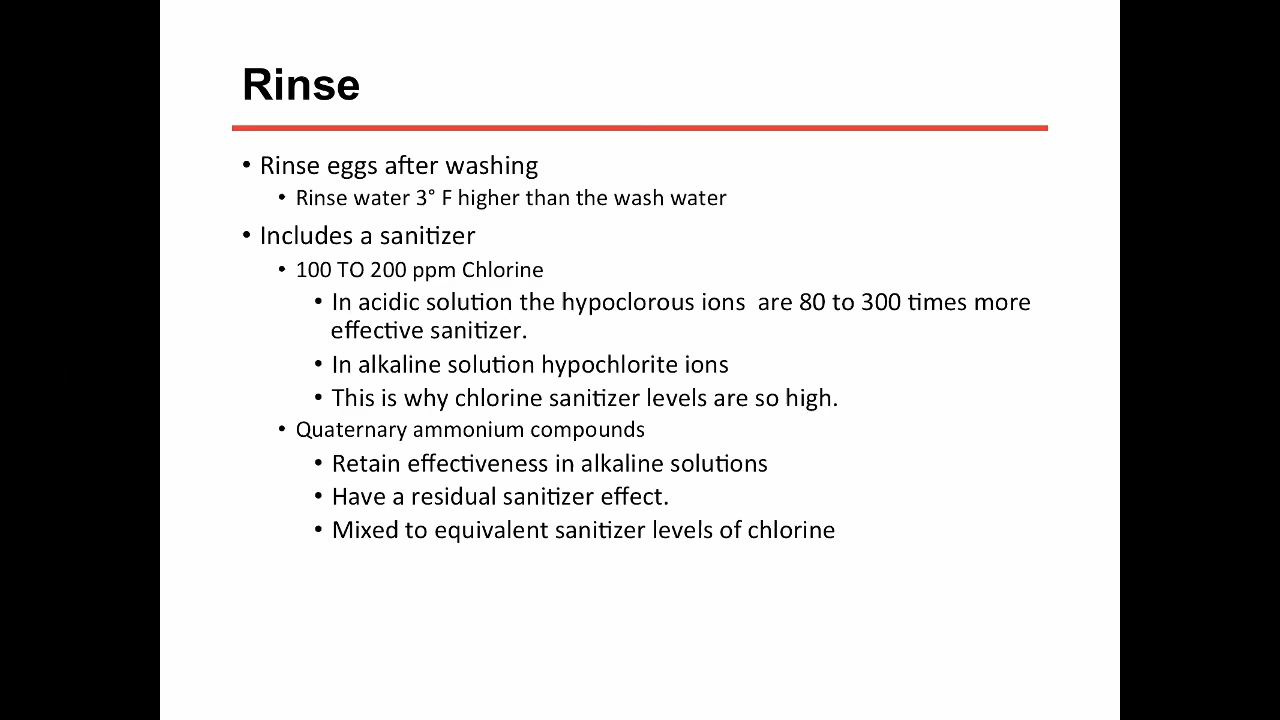 Rinse
• Rinse eggs after washing
• Rinse water 3° F higher than the wash water
• Includes a sanitizer
• 100 TO 200 ppm Chlorine
• In acidic solution the hypoclorous ions  are 80 to 300 times more
effective sanitizer.
• In alkaline solution hypochlorite ions
• This is why chlorine sanitizer levels are so high.
• Quaternary ammonium compounds
• Retain effectiveness in alkaline solutions
• Have a residual sanitizer effect.
• Mixed to equivalent sanitizer levels of chlorine